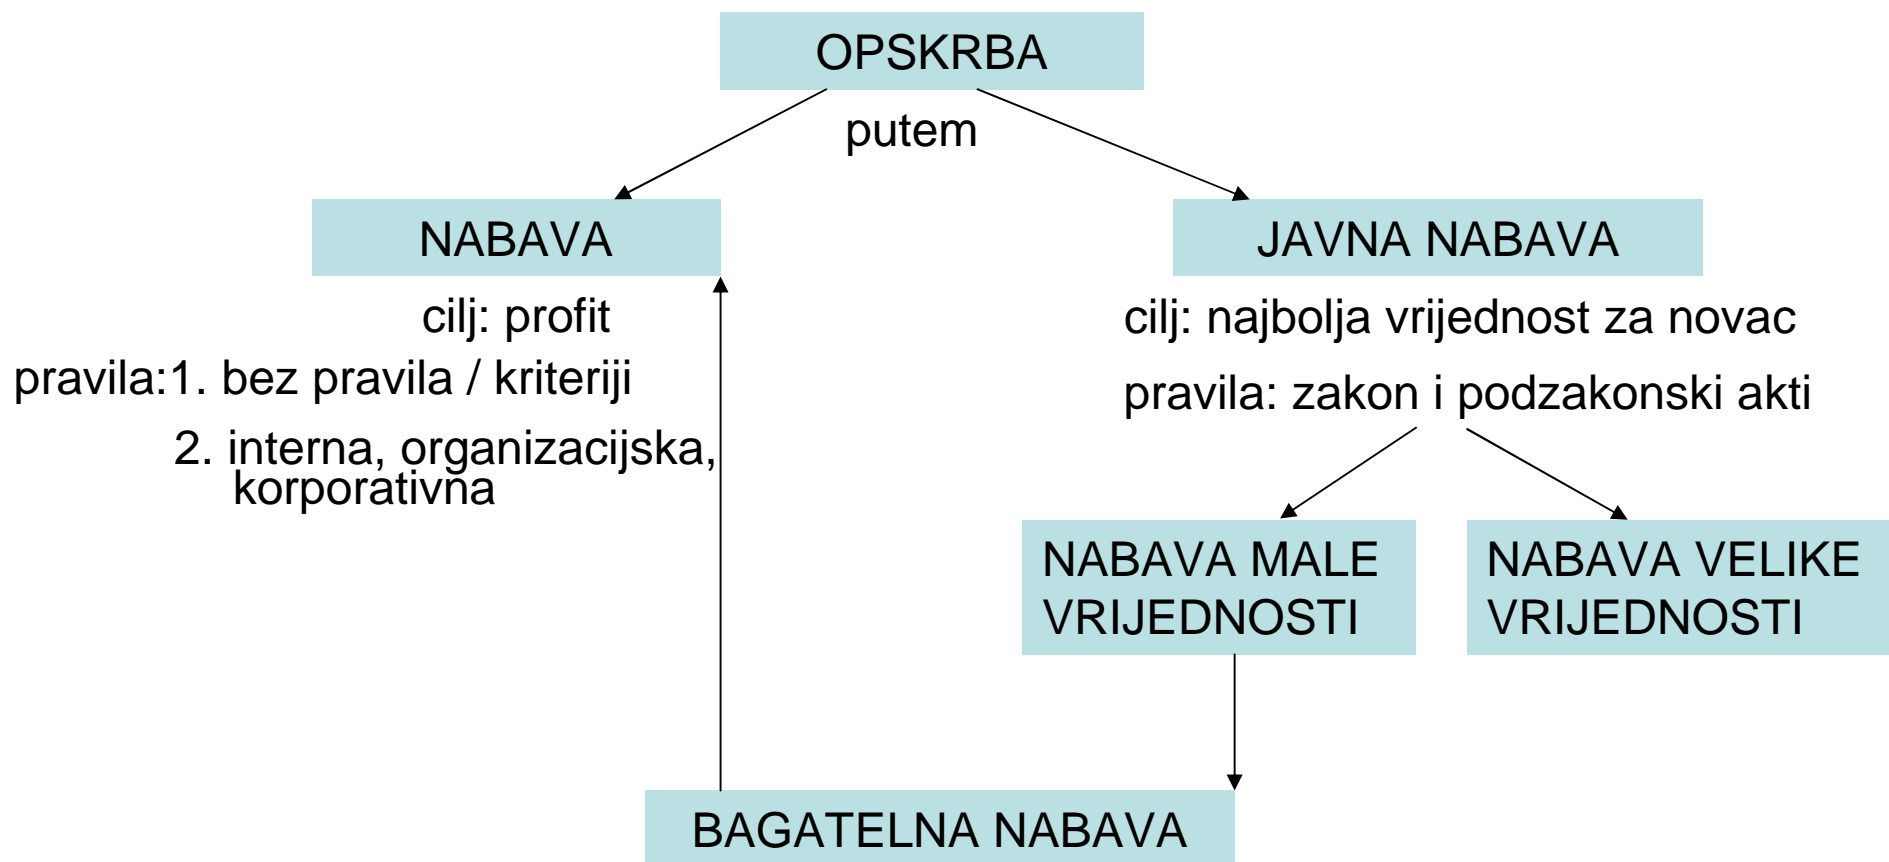 OPSKRBA
putem
NABAVA
JAVNA NABAVA
cilj: profit
pravila:1. bez pravila / kriteriji
2. interna, organizacijska,
korporativna
cilj: najbolja vrijednost za novac
pravila: zakon i podzakonski akti
NABAVA MALE
VRIJEDNOSTI
NABAVA VELIKE
VRIJEDNOSTI
BAGATELNA NABAVA